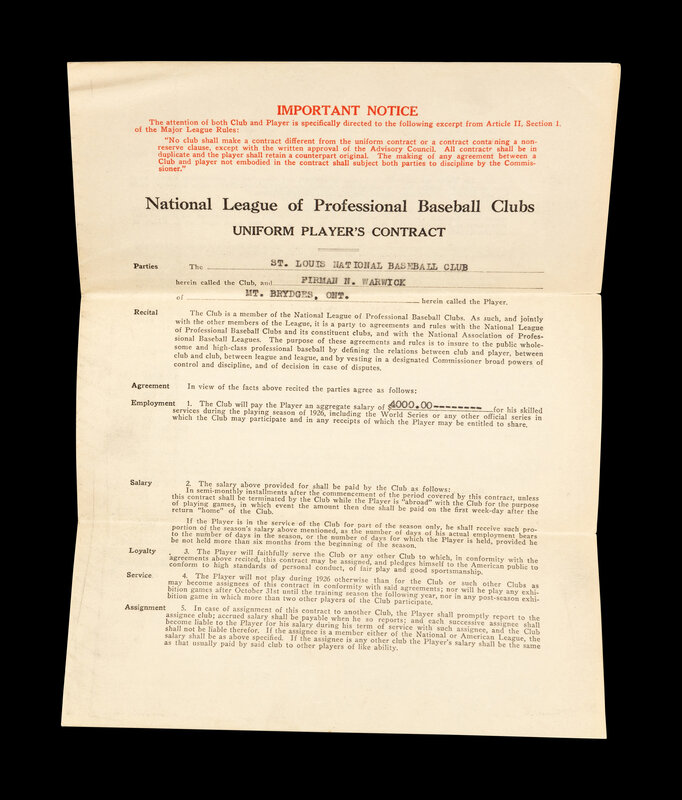 IMPORTANT NOTICE
The attention of both Club and Player is specifically directed to the following excerpt from Article II, Section 1,
of the Major League Rules:
"No club shall make a contract different from the uniform contract or a contract containing a non-
reserve clause, except with the written approval of the Advisory Council. All contractr shall be in
duplicate and the player shall retain a counterpart original. The making of any agreement between a
Club and player not embodied in the contract shall subject both parties to discipline by the Commis-
sioner."
National League of Professional Baseball Clubs
UNIFORM PLAYER'S CONTRACT
Parties The ST. LOUIS NATIONAL BASEBALL CLUB
herein called the Club, and FIRMAN N. WARWICK
of MT. BRYDGES, ONT. herein called the Player.
Recital The Club is a member of the National League of Professional Baseball Clubs. As such, and jointly
with the other members of the League, it is a party to agreements and rules with the National League
of Professional Baseball Clubs and its constituent clubs, and with the National Association of Profes-
sional Baseball Leagues. The purpose of these agreements and rules is to insure to the public whole-
some and high-class professional baseball by defining the relations between club and player, between
club and club, between league and league, and by vesting in a designated Commissioner broad powers of
control and discipline, and of decision in case of disputes.
Agreement In view of the facts above recited the parties agree as follows:
Employment 1. The Club will pay the Player an aggregate salary of $4000.00--------- for his skilled
services during the playing season of 1926, including the World Series or any other official series in
which the Club may participate and in any receipts of which the Player may be entitled to share.
Salary 2. The salary above provided for shall be paid by the Club as follows:
In semi-monthly installments after the commencement of the period covered by this contract, unless
this contract shall be terminated by the Club while the Player is "abroad" with the Club for the purpose
of playing games, in which event the amount then due shall be paid on the first week-day after the
return "home" of the Club.
If the Player is in the service of the Club for part of the season only, he shall receive such pro-
portion of the season's salary above mentioned, as the number of days of his actual employment bears
to the number of days in the season, or the number of days for which the Player is held, provided he
be not held more than six months from the beginning of the season.
Loyalty 3. The Player will faithfully serve the Club or any other Club to which, in conformity with the
agreements above recited, this contract may be assigned, and pledges himself to the American public to
conform to high standards of personal conduct, of fair play and good sportsmanship.
Service 4. The Player will not play during 1926 otherwise than for the Club or such other Clubs as
may become assignees of this contract in conformity with said agreements; nor will he play any exhi-
bition games after October 31st until the training season the following year, nor in any post-season exhi-
bition game in which more than two other players of the Club participate.
Assignment 5. In case of assignment of this contract to another Club, the Player shall promptly report to the
assignee club; accrued salary shall be payable when he so reports; and each successive assignee shall
become liable to the Player for his salary during his term of service with such assignee, and the Club
shall not be liable therefor. If the assignee is a member either of the National or American League, the
salary shall be as above specified. If the assignee is any other club the Player's salary shall be the same
as that usually paid by said club to other players of like ability.